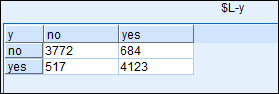 $L-y
y no yes
no 3772 684
yes 517 4123